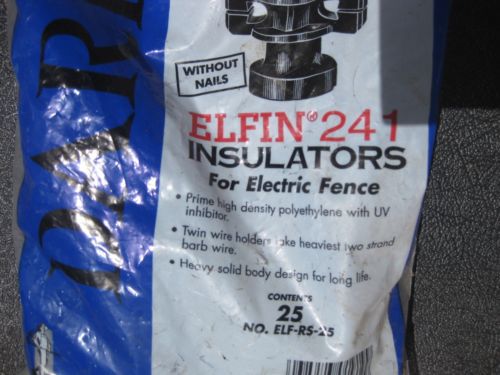 WITHOUT
NAILS
ELFIN® 241
INSULATORS
For Electric Fence
• Prime high density polyethylene with UV
inhibitor.
• Twin wire holders take heaviest two strand
barb wire.
• Heavy solid body design for long life.
CONTENTS
25
NO. ELF-RS-25
DARE